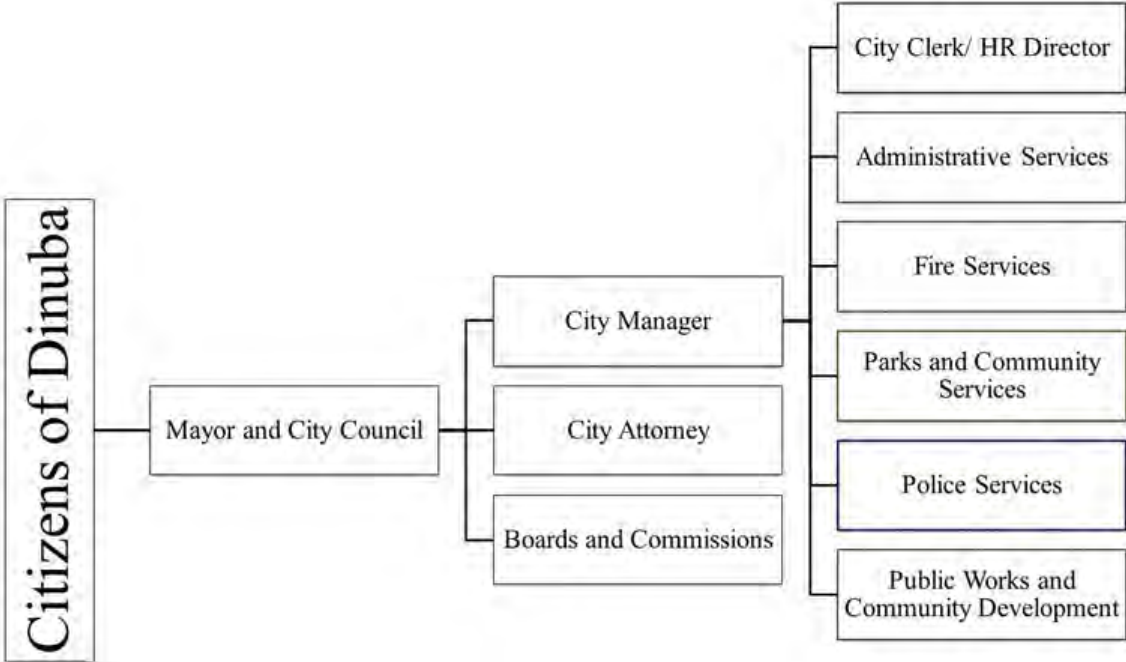 Citizens of Dinuba
Mayor and City Council
City Manager
City Attorney
Boards and Commissions
City Clerk/ HR Director
Administrative Services
Fire Services
Parks and Community
Services
Police Services
Public Works and
Community Development